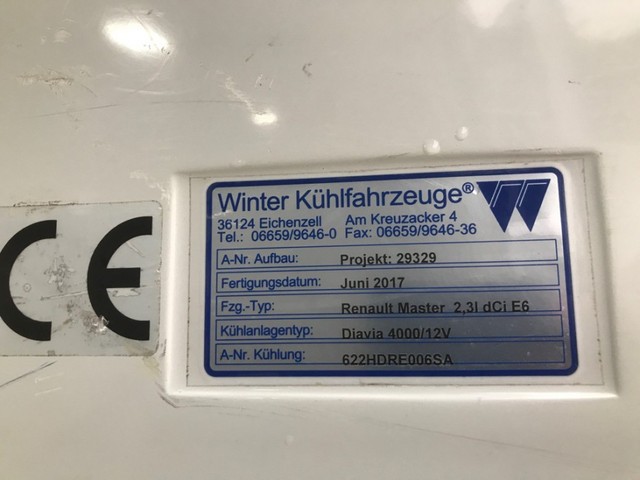 CE
Winter Kühlfahrzeuge®
36124 Eichenzell Am Kreuzacker 4
Tel.: 06659/9646-0 Fax: 06659/9646-36
A-Nr. Aufbau: Projekt: 29329
Fertigungsdatum: Juni 2017
Fzg.-Typ: Renault Master 2,3l dCi E6
Kühlanlagentyp: Diavia 4000/12V
A-Nr. Kühlung: 622HDRE006SA